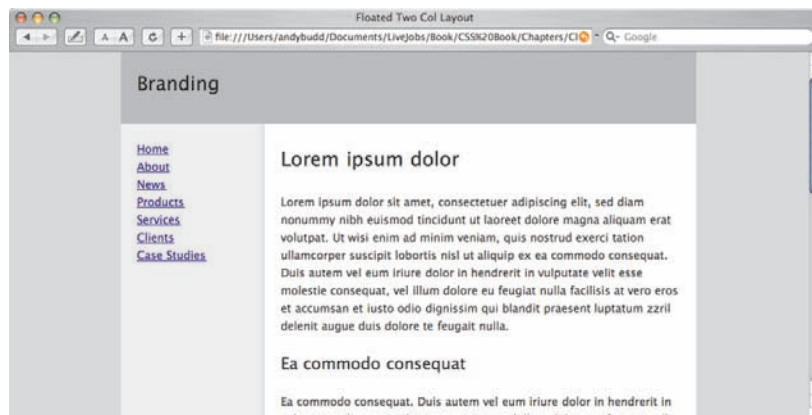 Floated Two Col Layout
A A C + file:///Users/andybudd/Documents/LiveJobs/Book/CSS%20Book/Chapters/Cl Q- Google
Branding
Home
About
News
Products
Services
Clients
Case Studies
Lorem ipsum dolor
Lorem ipsum dolor sit amet, consectetuer adipiscing elit, sed diam
nonummy nibh euismod tincidunt ut laoreet dolore magna aliquam erat
volutpat. Ut wisi enim ad minim veniam, quis nostrud exerci tation
ullamcorper suscipit lobortis nisl ut aliquip ex ea commodo consequat.
Duis autem vel eum iriure dolor in hendrerit in vulputate velit esse
molestie consequat, vel illum dolore eu feugiat nulla facilisis at vero eros
et accumsan et iusto odio dignissim qui blandit praesent luptatum zzril
delenit augue duis dolore te feugait nulla.
Ea commodo consequat
Ea commodo consequat. Duis autem vel eum iriure dolor in hendrerit in